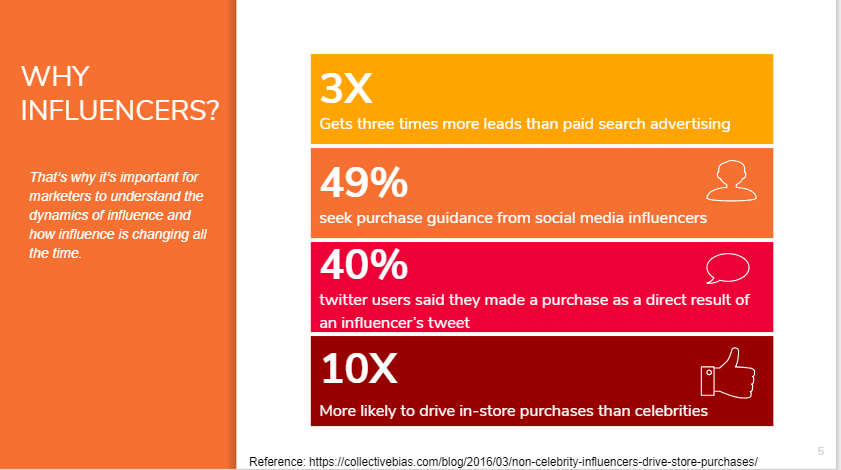 WHY
INFLUENCERS?
That's why it's important for
marketers to understand the
dynamics of influence and
how influence is changing all
the time.
3X
Gets three times more leads than paid search advertising
49%
seek purchase guidance from social media influencers
40%
twitter users said they made a purchase as a direct result of
an influencer's tweet
10X
More likely to drive in-store purchases than celebrities
5
Reference: https://collectivebias.com/blog/2016/03/non-celebrity-influencers-drive-store-purchases/